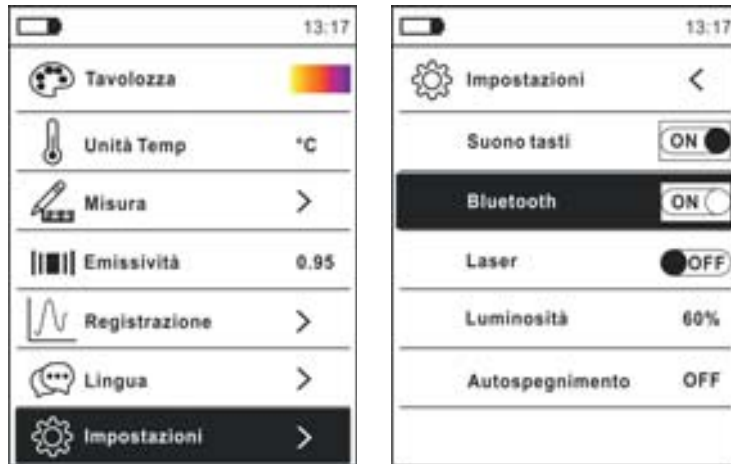 13:17
Tavolozza
Unità Temp °C
Misura >
Emissività 0.95
Registrazione >
Lingua >
Impostazioni >
13:17
Impostazioni <
Suono tasti ON
Bluetooth ON
Laser OFF
Luminosità 60%
Autospegnimento OFF